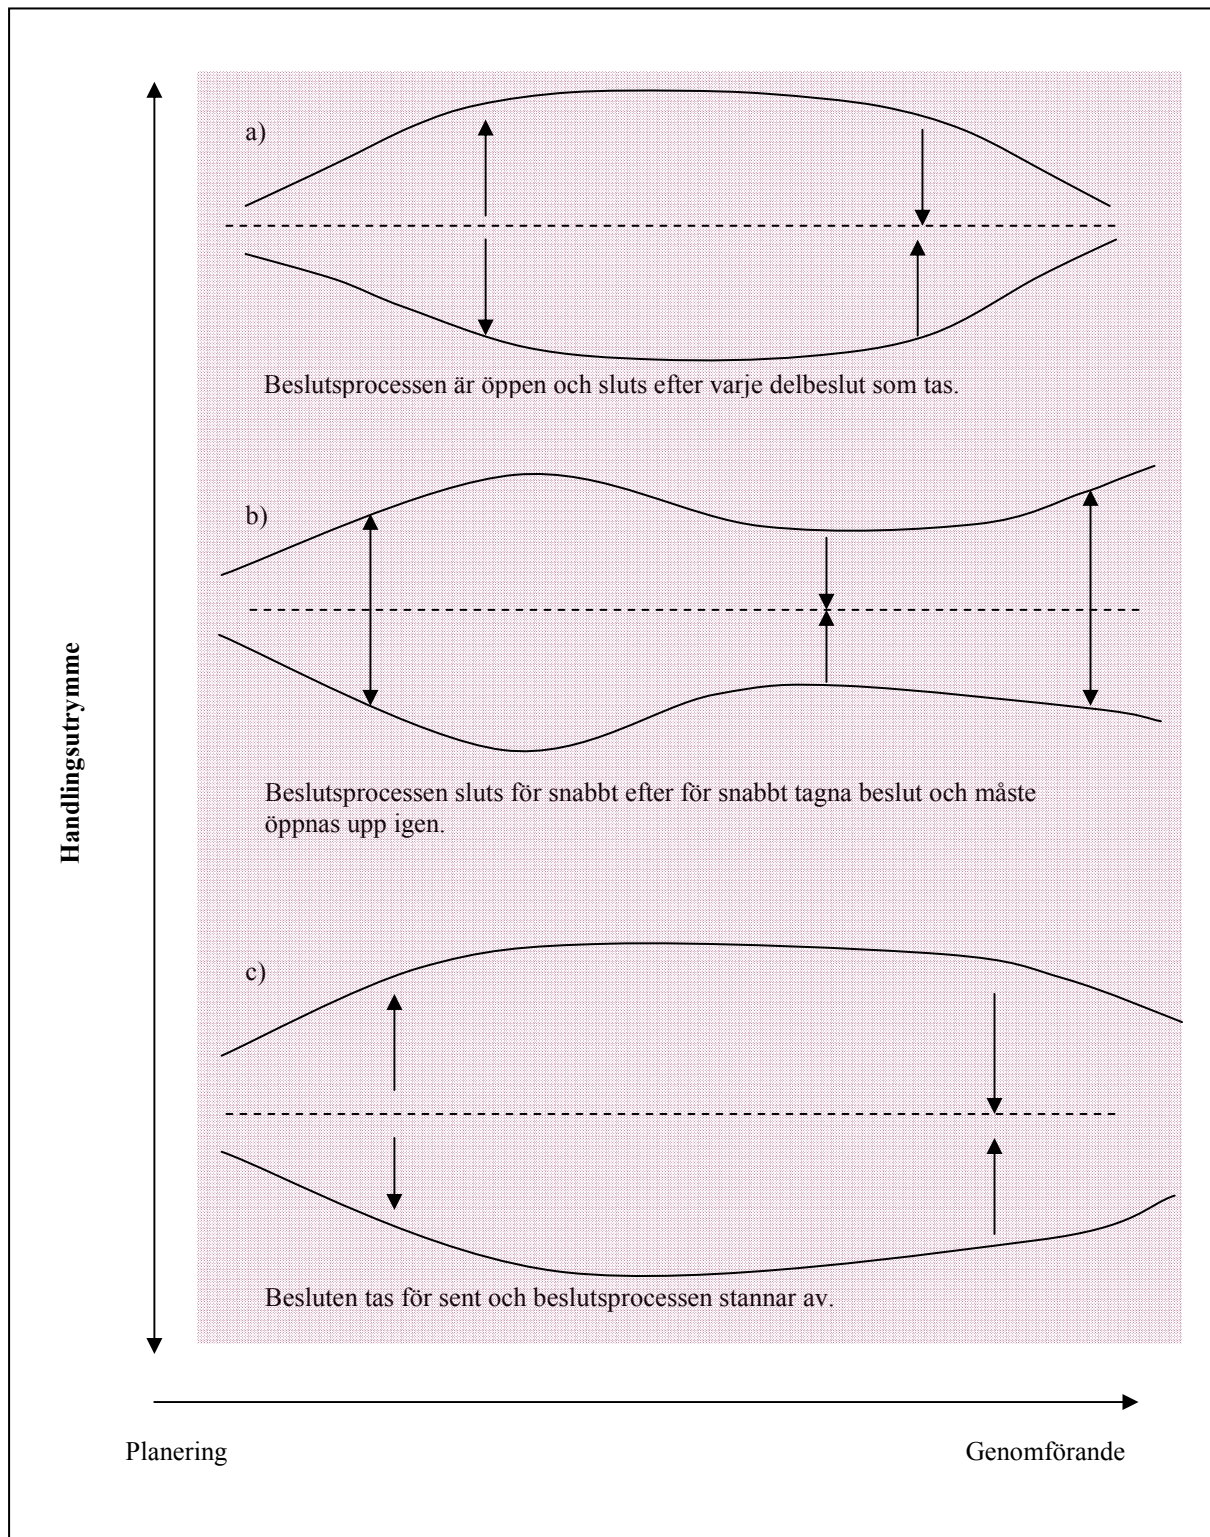 a)
Beslutsprocessen är öppen och sluts efter varje delbeslut som tas.
b)
Beslutsprocessen sluts för snabbt efter för snabbt tagna beslut och måste
öppnas upp igen.
Handlingsutrymme
c)
Besluten tas för sent och beslutsprocessen stannar av.
Planering
Genomförande